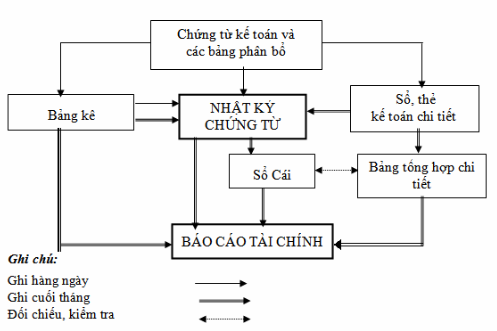 Chứng từ kế toán và
các bảng phân bổ
Bảng kê
NHẬT KÝ
CHỨNG TỪ
Sổ, thẻ
kế toán chi tiết
Sổ Cái
Bảng tổng hợp chi
tiết
BÁO CÁO TÀI CHÍNH
Ghi chú:
Ghi hàng ngày
Ghi cuối tháng
Đối chiếu, kiểm tra